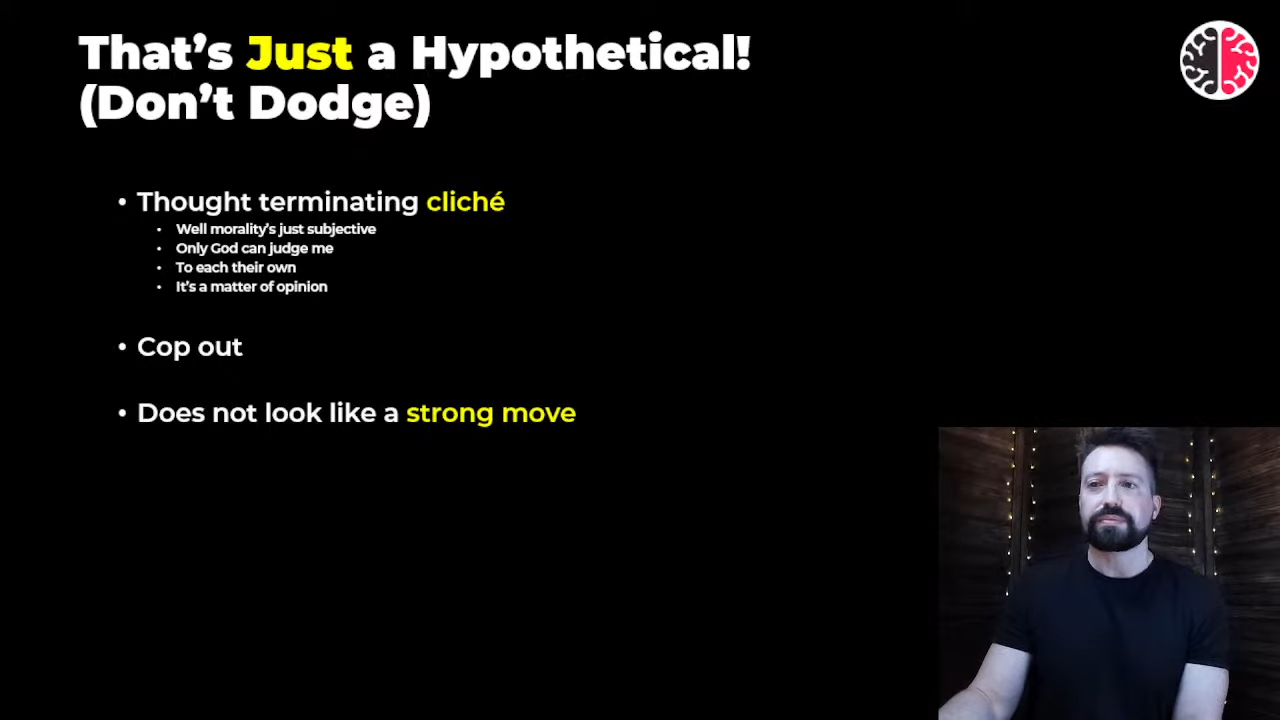 That’s Just a Hypothetical!
(Don’t Dodge)
• Thought terminating cliché
• Well morality’s just subjective
• Only God can judge me
• To each their own
• It’s a matter of opinion
• Cop out
• Does not look like a strong move